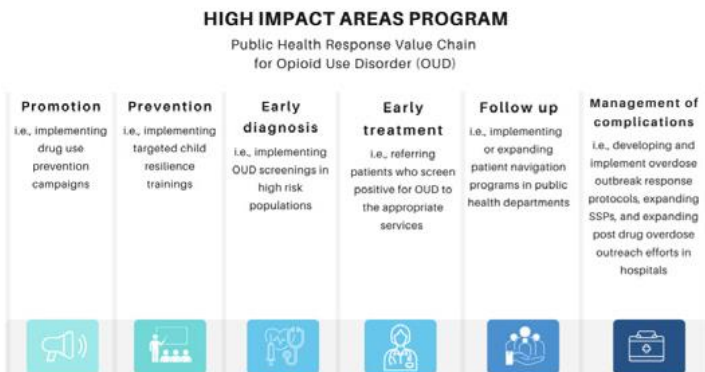 HIGH IMPACT AREAS PROGRAM
Public Health Response Value Chain
for Opioid Use Disorder (OUD)
Promotion
i.e., implementing
drug use
prevention
campaigns
Prevention
i.e., implementing
targeted child
resilience
trainings
Early
diagnosis
i.e., implementing
OUD screenings in
high risk
populations
Early
treatment
i.e., referring
patients who screen
positive for OUD to
the appropriate
services
Follow up
i.e., implementing
or expanding
patient navigation
programs in public
health departments
Management of
complications
i.e., developing and
implement overdose
outbreak response
protocols, expanding
SSPs, and expanding
post drug overdose
outreach efforts in
hospitals